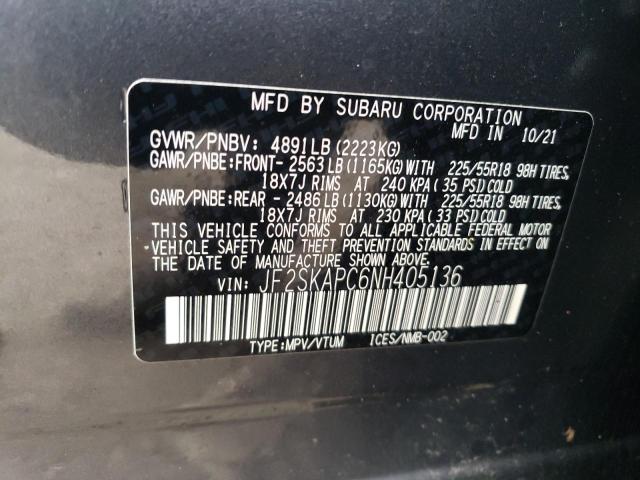 MFD BY SUBARU CORPORATION
MFD IN 10/21
GVWR/PNBV: 4891LB(2223KG)
GAWR/PNBE:FRONT- 2563LB(1165KG)WITH 225/55R18 98H TIRES,
18X7J RIMS AT 240 KPA(35 PSI)COLD
GAWR/PNBE:REAR - 2486LB(1130KG)WITH 225/55R18 98H TIRES,
18X7J RIMS AT 230 KPA(33 PSI)COLD
THIS VEHICLE CONFORMS TO ALL APPLICABLE FEDERAL MOTOR
VEHICLE SAFETY AND THEFT PREVENTION STANDARDS IN EFFECT
ON THE DATE OF MANUFACTURE SHOWN ABOVE.
VIN: JF2SKAPC6NH405136
TYPE:MPV/VTUM ICES/NMB-002